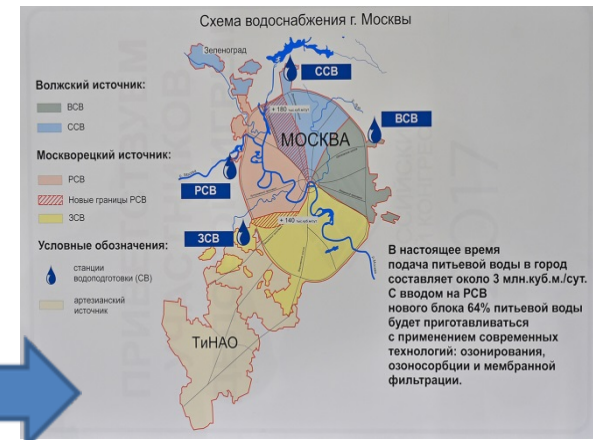 Схема водоснабжения г. Москвы
Зеленоград
ССВ
Волжский источник:
ВСВ
ССВ
+ 180
МОСКВА
ВСВ
Москворецкий источник:
РСВ
Новые границы РСВ
ЗСВ
РСВ
+ 140
ЗСВ
Условные обозначения:
станции
водоподготовки (СВ)
артезианский
источник
ТиНАО
В настоящее время
подача питьевой воды в город
составляет около 3 млн.куб.м./сут.
С вводом на РСВ
нового блока 64% питьевой воды
будет приготавливаться
с применением современных
технологий: озонирования,
озоносорбции и мембранной
фильтрации.